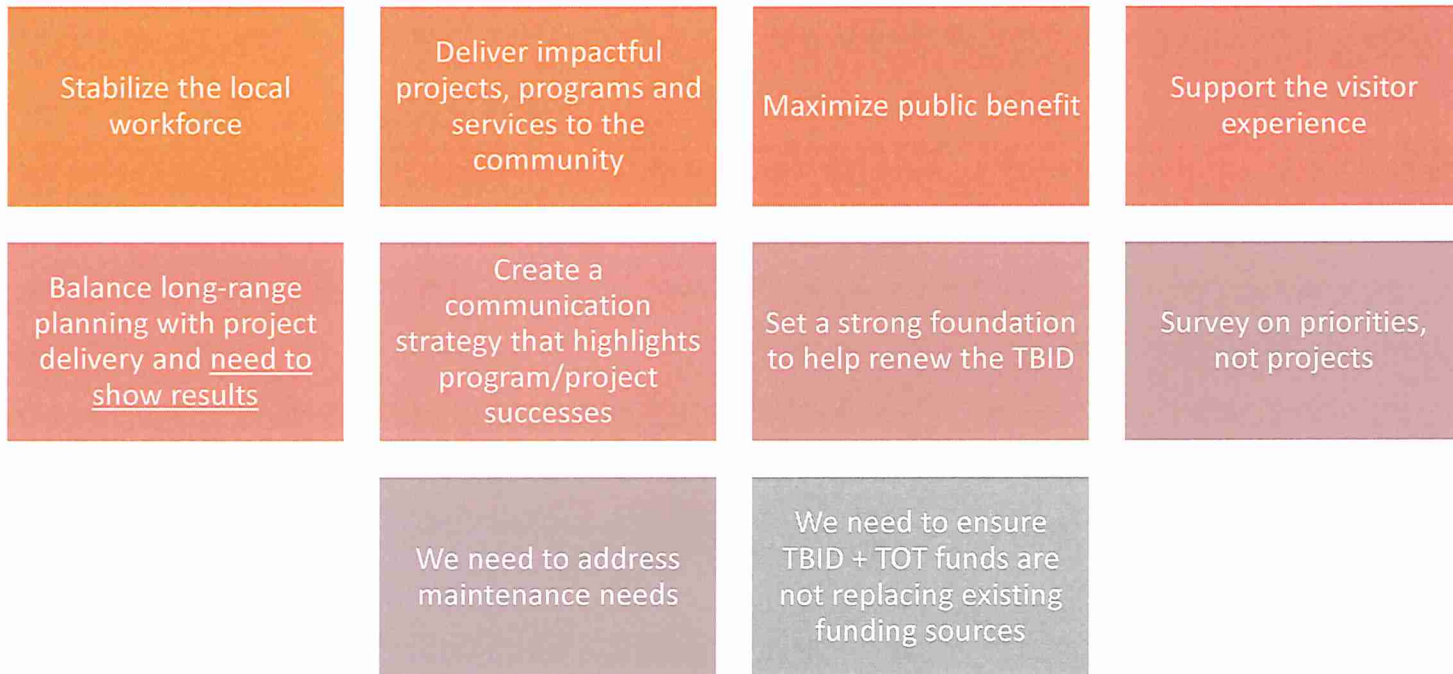 Stabilize the local
workforce
Deliver impactful
projects, programs and
services to the
community
Maximize public benefit
Support the visitor
experience
Balance long-range
planning with project
delivery and need to
show results
Create a
communication
strategy that highlights
program/project
successes
Set a strong foundation
to help renew the TBID
Survey on priorities,
not projects
We need to address
maintenance needs
We need to ensure
TBID + TOT funds are
not replacing existing
funding sources